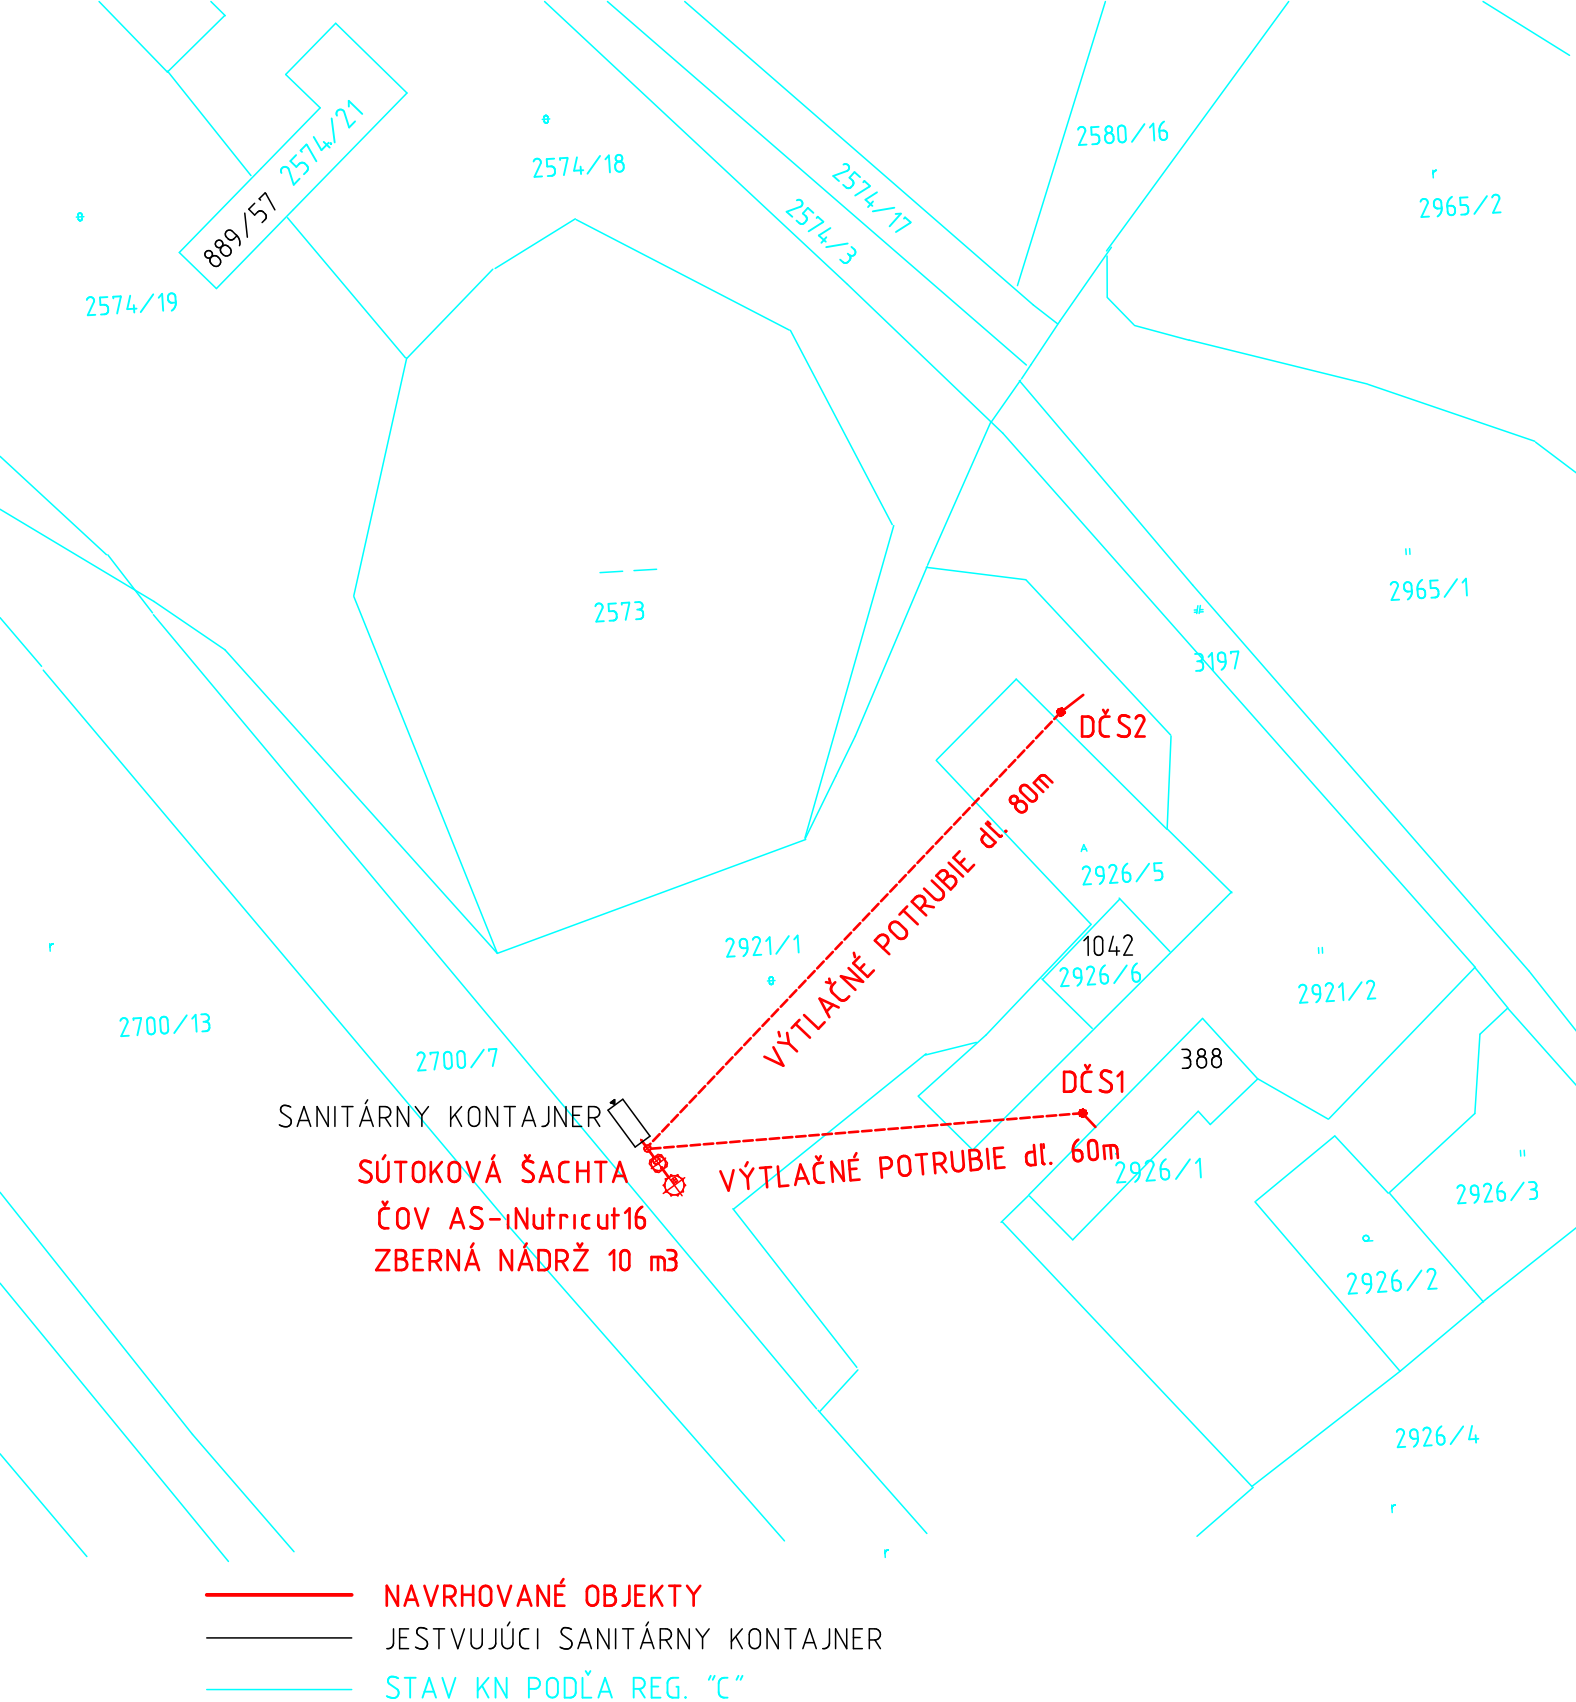 2574/21
889/57
2574/18
2580/16
2574/17
2574/3
2965/2
2574/19
2573
2965/1
3197
DČS2
VÝTLAČNÉ POTRUBIE dĺ. 80m
A
2926/5
2921/1
1042
2926/6
2921/2
2700/13
2700/7
388
DČS1
SANITÁRNY KONTAJNER
VÝTLAČNÉ POTRUBIE dĺ. 60m
2926/1
SÚTOKOVÁ ŠACHTA
ČOV AS-iNutricut16
ZBERNÁ NÁDRŽ 10 m3
2926/3
2926/2
2926/4
NAVRHOVANÉ OBJEKTY
JESTVUJÚCI SANITÁRNY KONTAJNER
STAV KN PODĽA REG. "C"